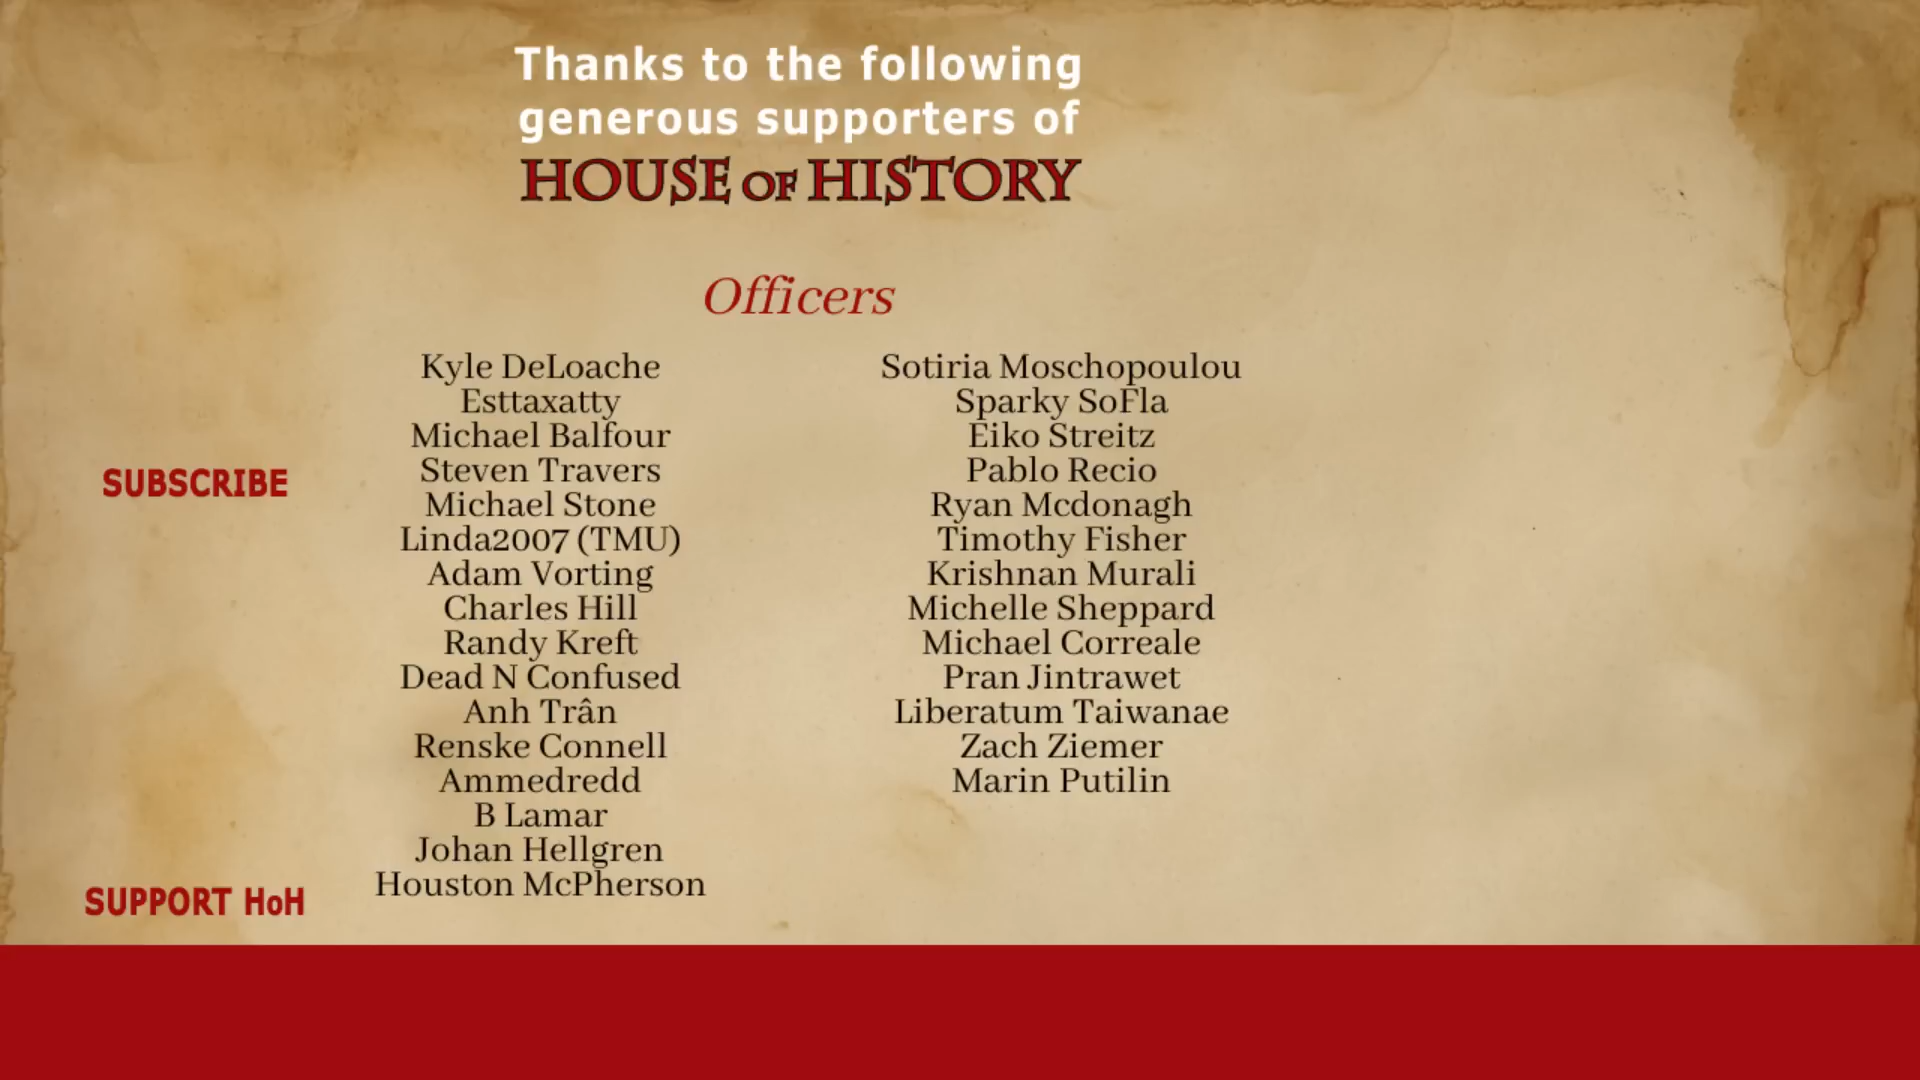 Thanks to the following
generous supporters of
HOUSE OF HISTORY
Officers
Kyle DeLoache
Esttaxatty
Michael Balfour
Steven Travers
Michael Stone
Linda2007 (TMU)
Adam Vorting
Charles Hill
Randy Kreft
Dead N Confused
Anh Trân
Renske Connell
Ammedredd
B Lamar
Johan Hellgren
Houston McPherson
Sotiria Moschopoulou
Sparky SoFla
Eiko Streitz
Pablo Recio
Ryan Mcdonagh
Timothy Fisher
Krishnan Murali
Michelle Sheppard
Michael Correale
Pran Jintrawet
Liberatum Taiwanae
Zach Ziemer
Marin Putilin
SUBSCRIBE
SUPPORT HoH